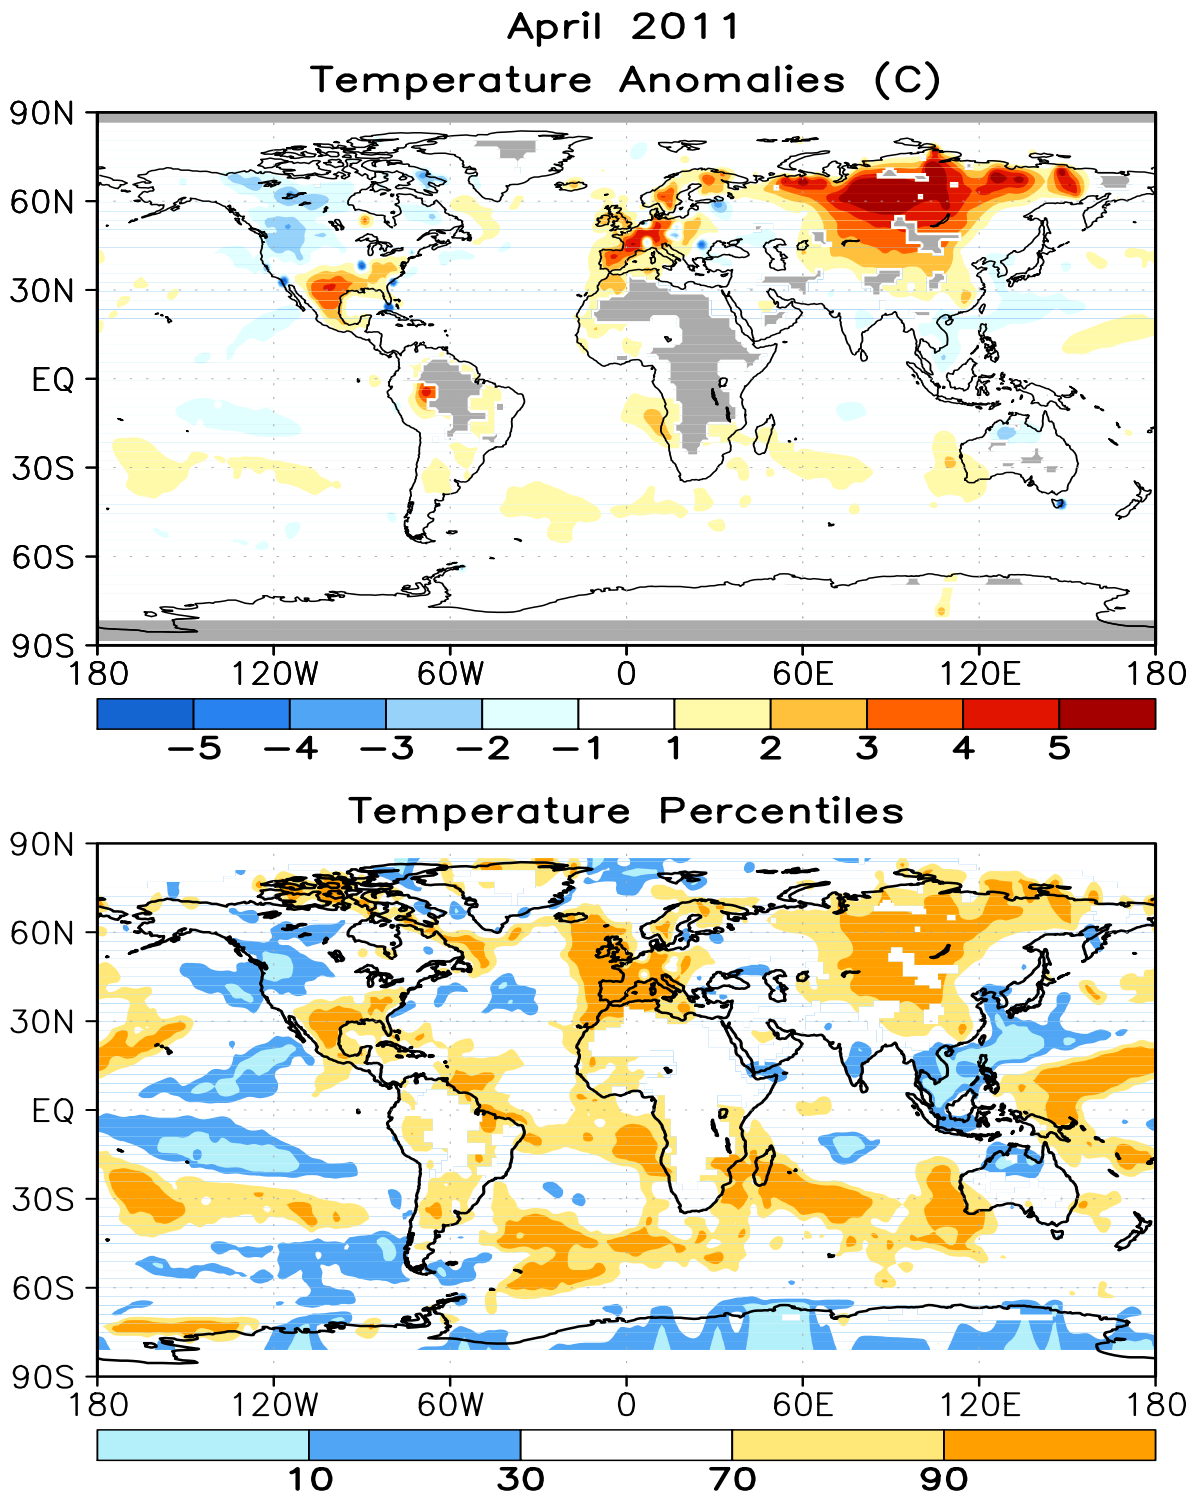 April 2011
Temperature Anomalies (C)
90N
60N
30N
EQ
30S
60S
90S
180 120W 60W 0 60E 120E 180
−5 −4 −3 −2 −1 1 2 3 4 5
Temperature Percentiles
90N
60N
30N
EQ
30S
60S
90S
180 120W 60W 0 60E 120E 180
10 30 70 90